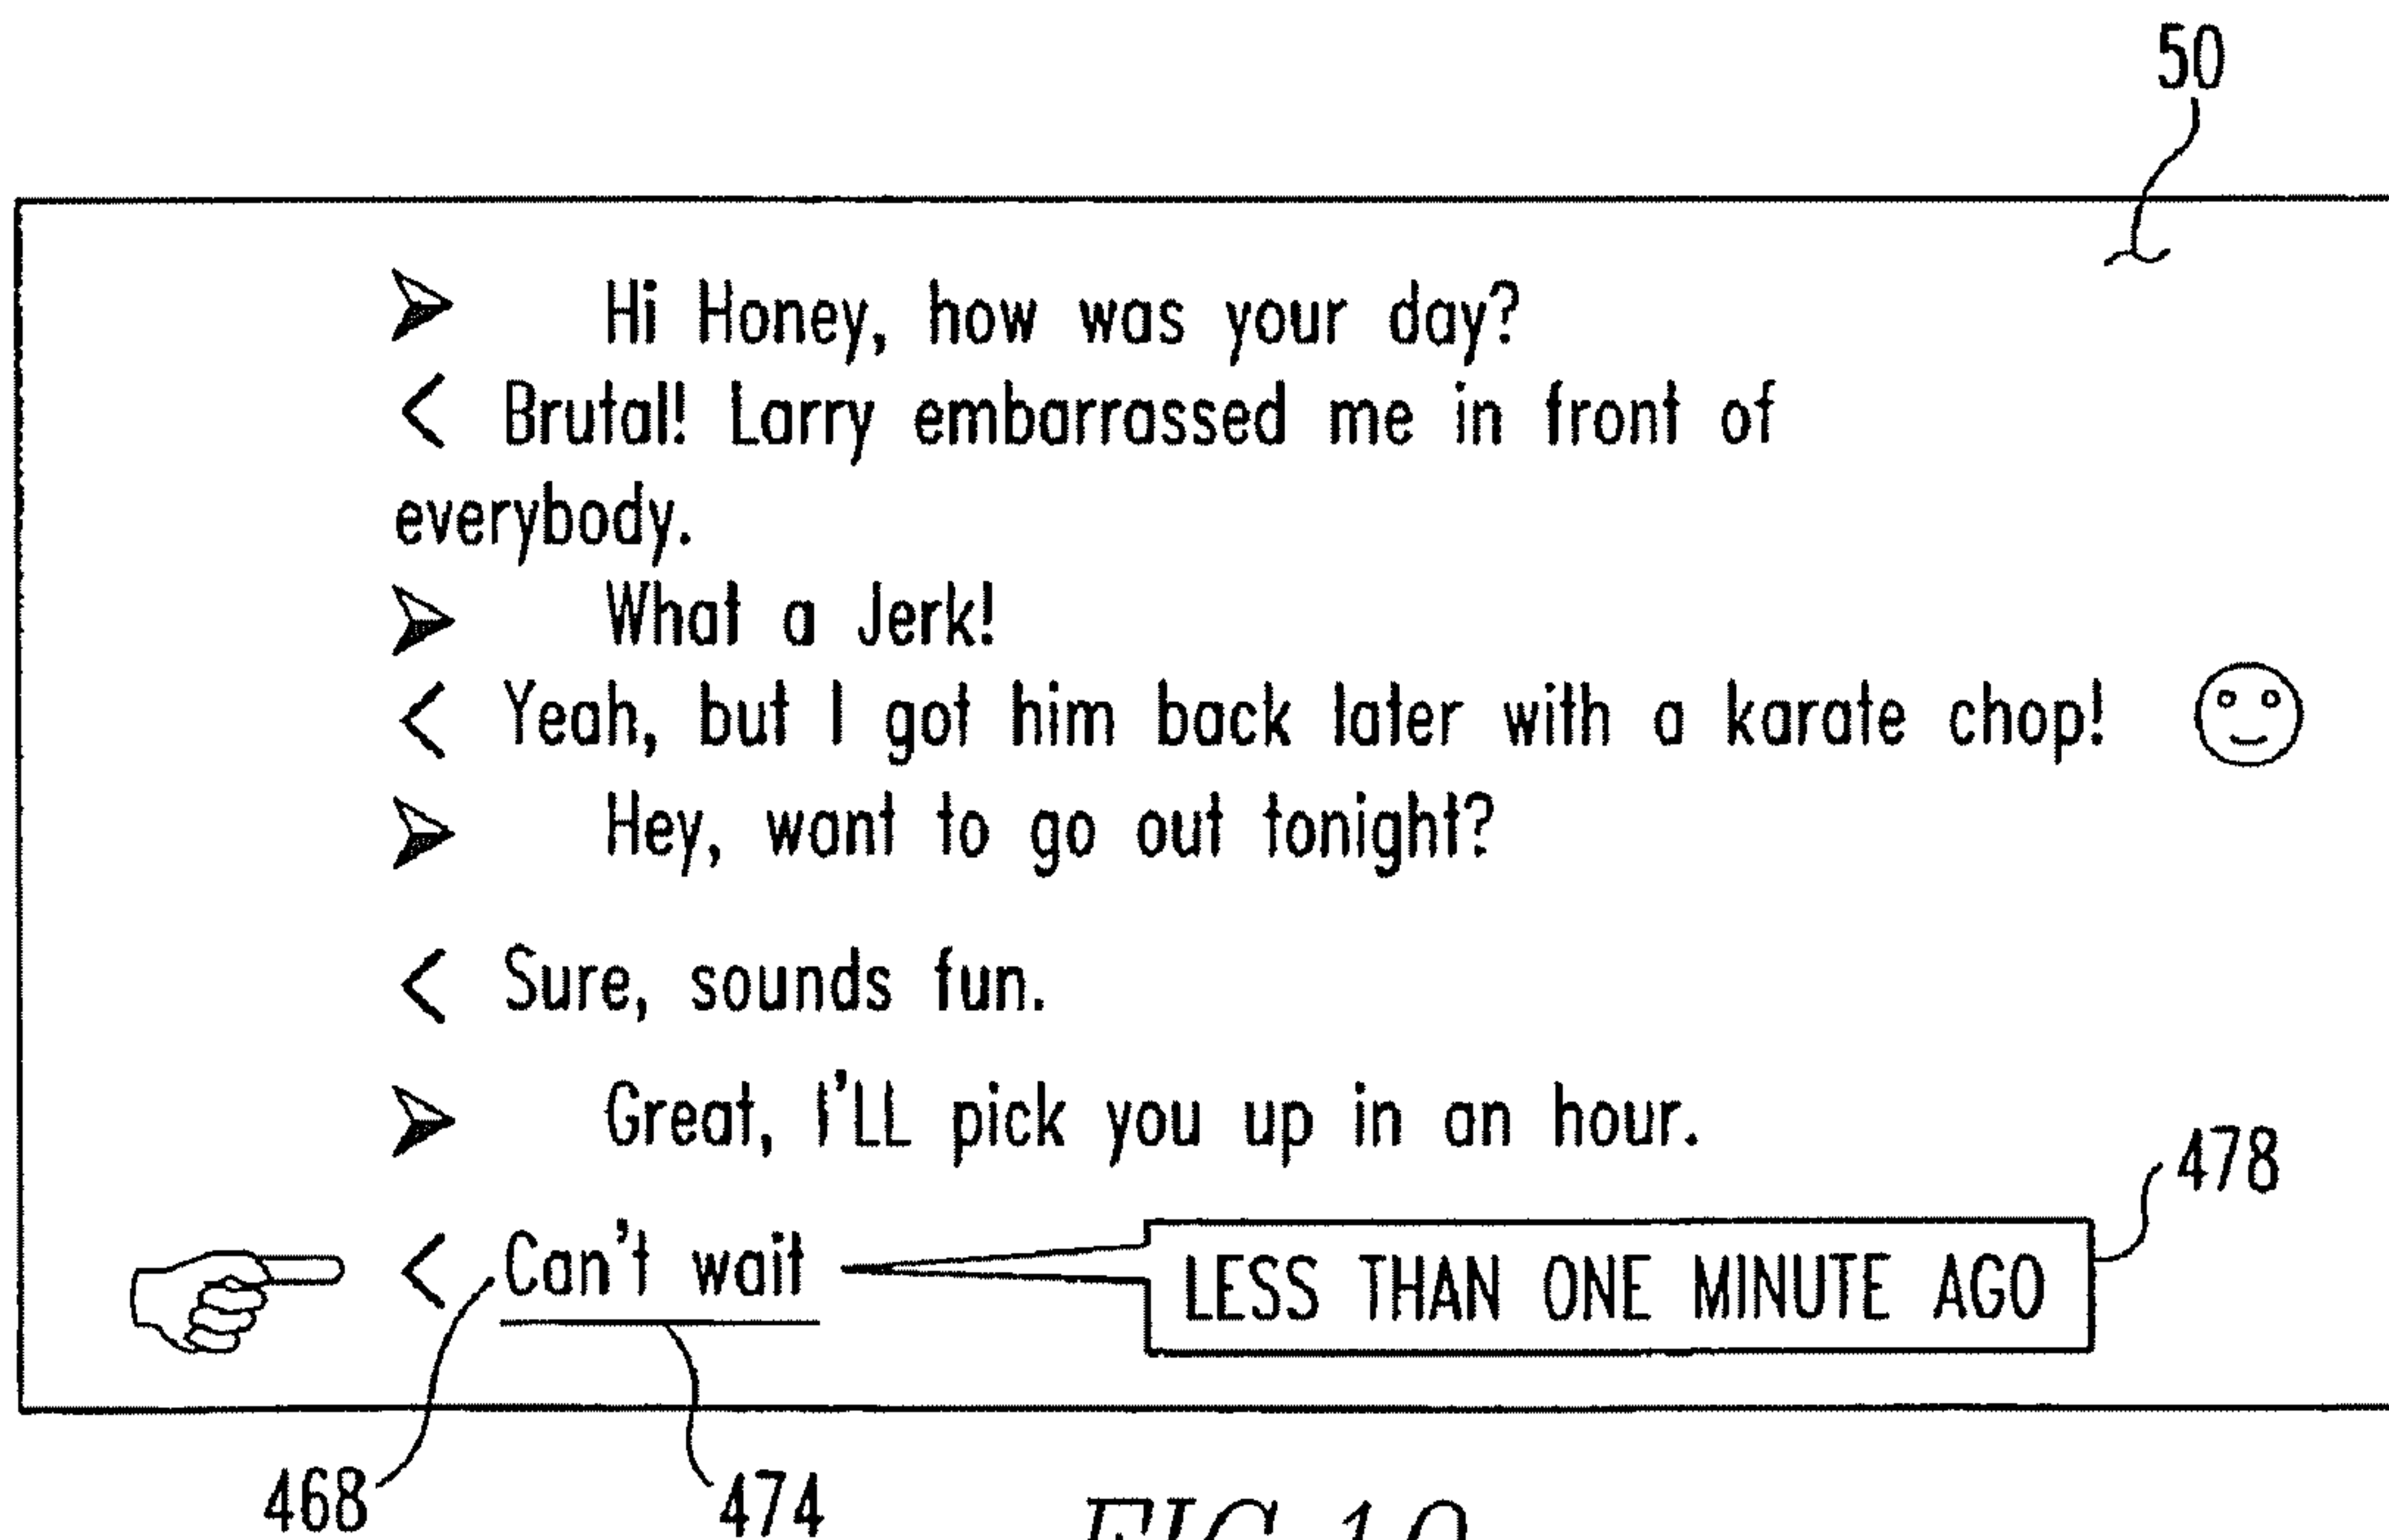 50
➢ Hi Honey, how was your day?
< Brutal! Larry embarrassed me in front of
everybody.
➢ What a Jerk!
< Yeah, but I got him back later with a karate chop!
➢ Hey, want to go out tonight?
< Sure, sounds fun.
➢ Great, I'LL pick you up in an hour.
478
< Can't wait LESS THAN ONE MINUTE AGO
468 474
FIG